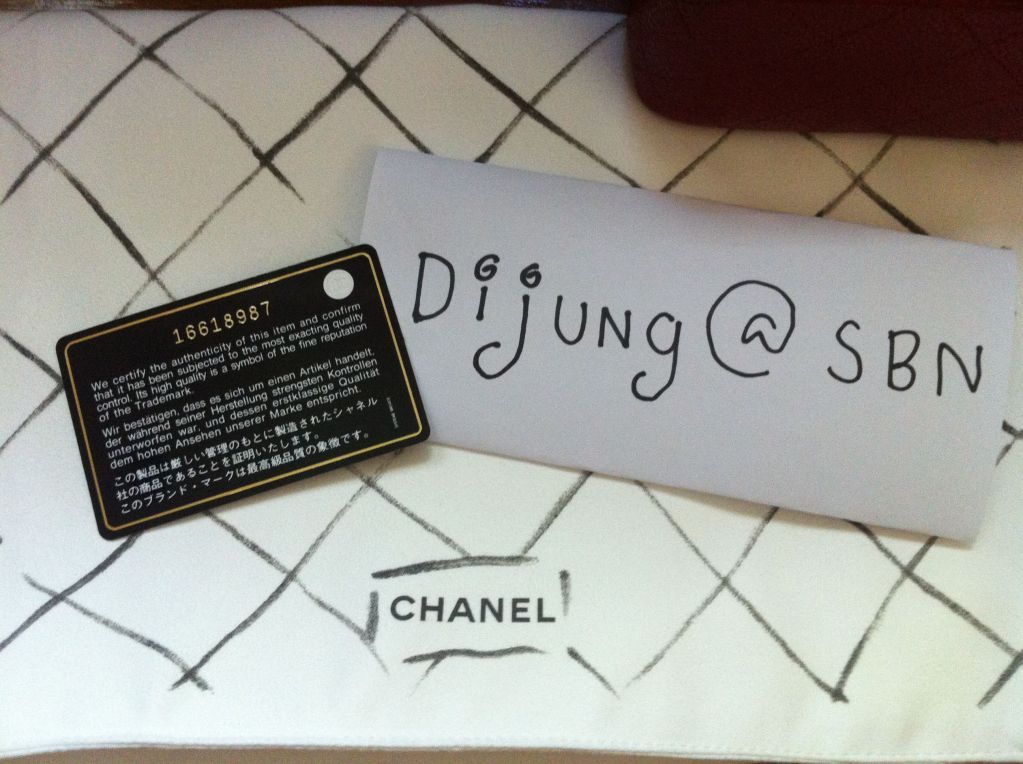 16618987
We certify the authenticity of this item and confirm
that it has been subjected to the most exacting quality
control. Its high quality is a symbol of the fine reputation
of the Trademark.
Wir bestätigen, dass es sich um einen Artikel handelt,
der während seiner Herstellung strengsten Kontrollen
unterworfen war, und dessen erstklassige Qualität
dem hohen Ansehen unserer Marke entspricht.
この製品は厳しい管理のもとに製造されたシャネル
社の商品であることを証明いたします。
このブランド・マークは最高級品質の象徴です。
Dijung @ SBN
CHANEL